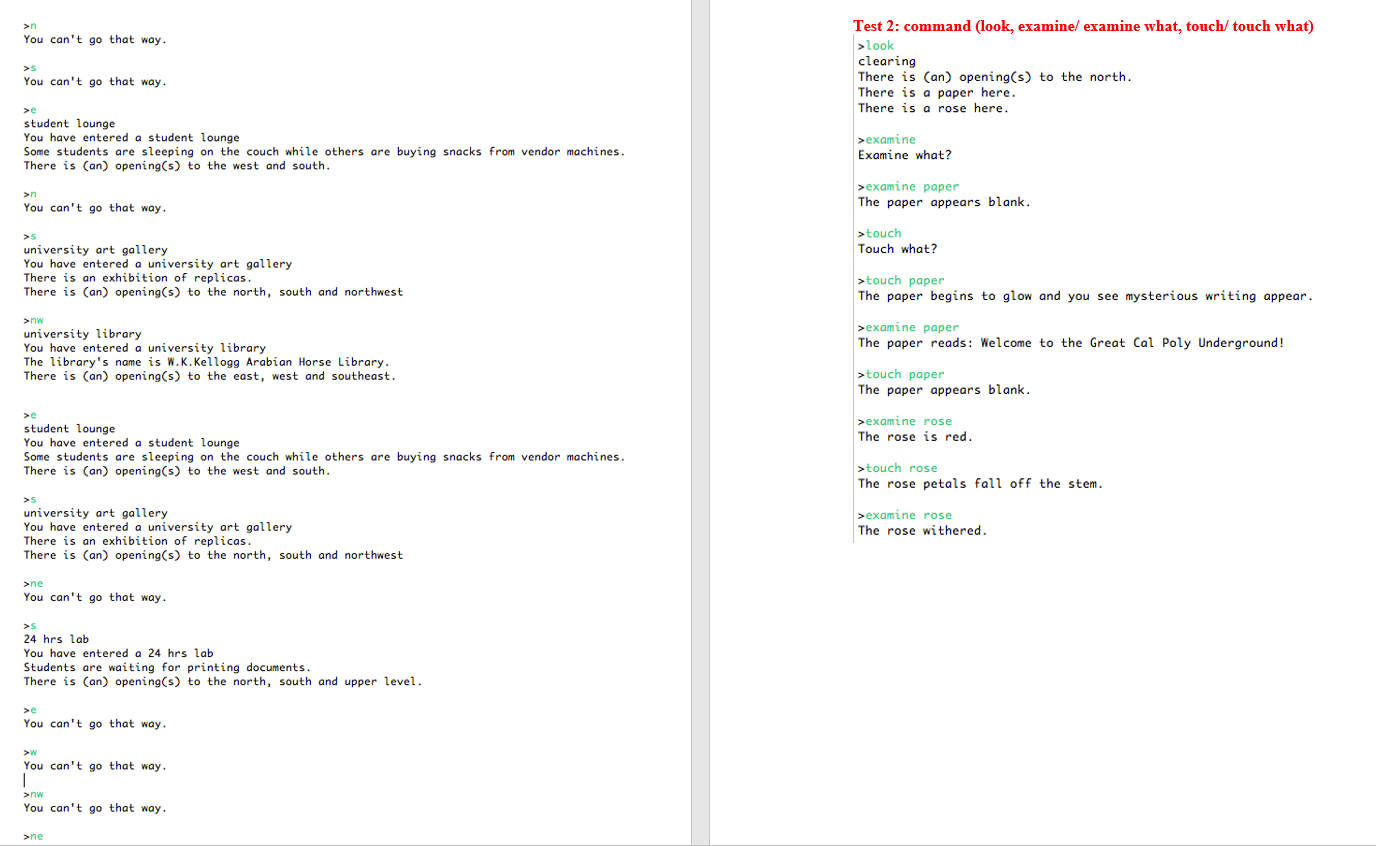 >n
You can't go that way.
>s
You can't go that way.
>e
student lounge
You have entered a student lounge
Some students are sleeping on the couch while others are buying snacks from vendor machines.
There is (an) opening(s) to the west and south.
>n
You can't go that way.
>s
university art gallery
You have entered a university art gallery
There is an exhibition of replicas.
There is (an) opening(s) to the north, south and northwest
>nw
university library
You have entered a university library
The library's name is W.K.Kellogg Arabian Horse Library.
There is (an) opening(s) to the east, west and southeast.
>e
student lounge
You have entered a student lounge
Some students are sleeping on the couch while others are buying snacks from vendor machines.
There is (an) opening(s) to the west and south.
>s
university art gallery
You have entered a university art gallery
There is an exhibition of replicas.
There is (an) opening(s) to the north, south and northwest
>ne
You can't go that way.
>s
24 hrs lab
You have entered a 24 hrs lab
Students are waiting for printing documents.
There is (an) opening(s) to the north, south and upper level.
>e
You can't go that way.
>w
You can't go that way.
>nw
You can't go that way.
>ne
Test 2: command (look, examine/ examine what, touch/ touch what)
>look
clearing
There is (an) opening(s) to the north.
There is a paper here.
There is a rose here.
>examine
Examine what?
>examine paper
The paper appears blank.
>touch
Touch what?
>touch paper
The paper begins to glow and you see mysterious writing appear.
>examine paper
The paper reads: Welcome to the Great Cal Poly Underground!
>touch paper
The paper appears blank.
>examine rose
The rose is red.
>touch rose
The rose petals fall off the stem.
>examine rose
The rose withered.